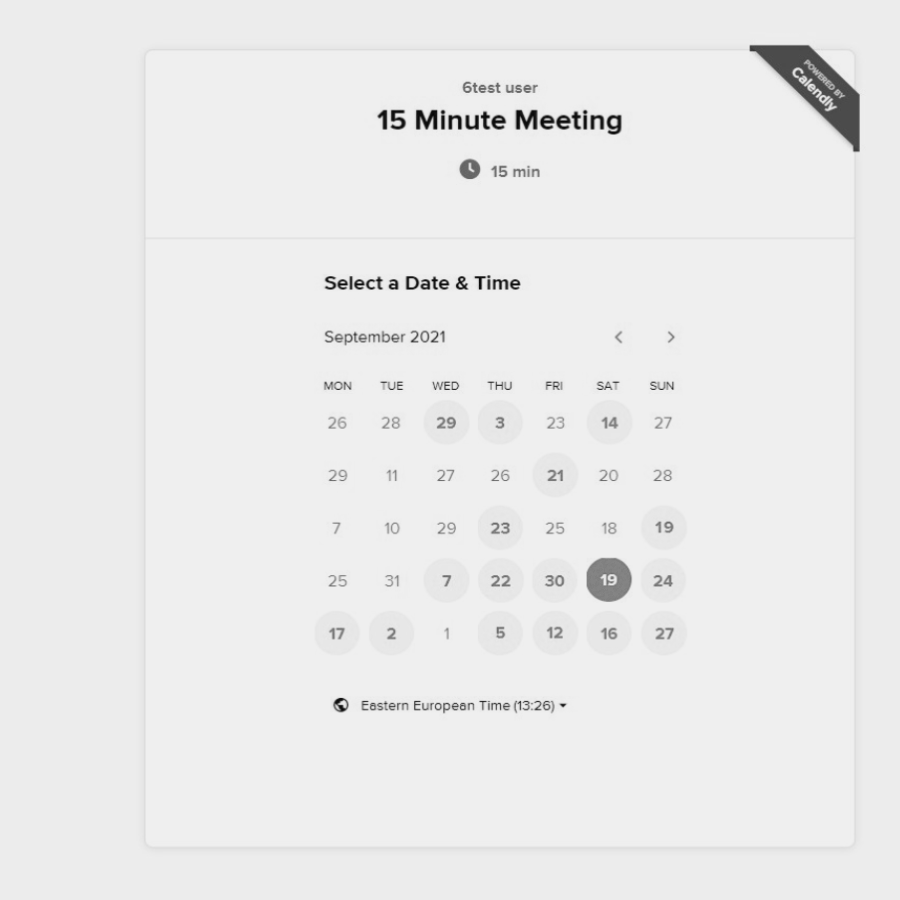 POWERED BY
Calendly
6test user
15 Minute Meeting
15 min
Select a Date & Time
September 2021
MON TUE WED THU FRI SAT SUN
26 28 29 3 23 14 27
29 11 27 26 21 20 28
7 10 29 23 25 18 19
25 31 7 22 30 19 24
17 2 1 5 12 16 27
Eastern European Time (13:26)